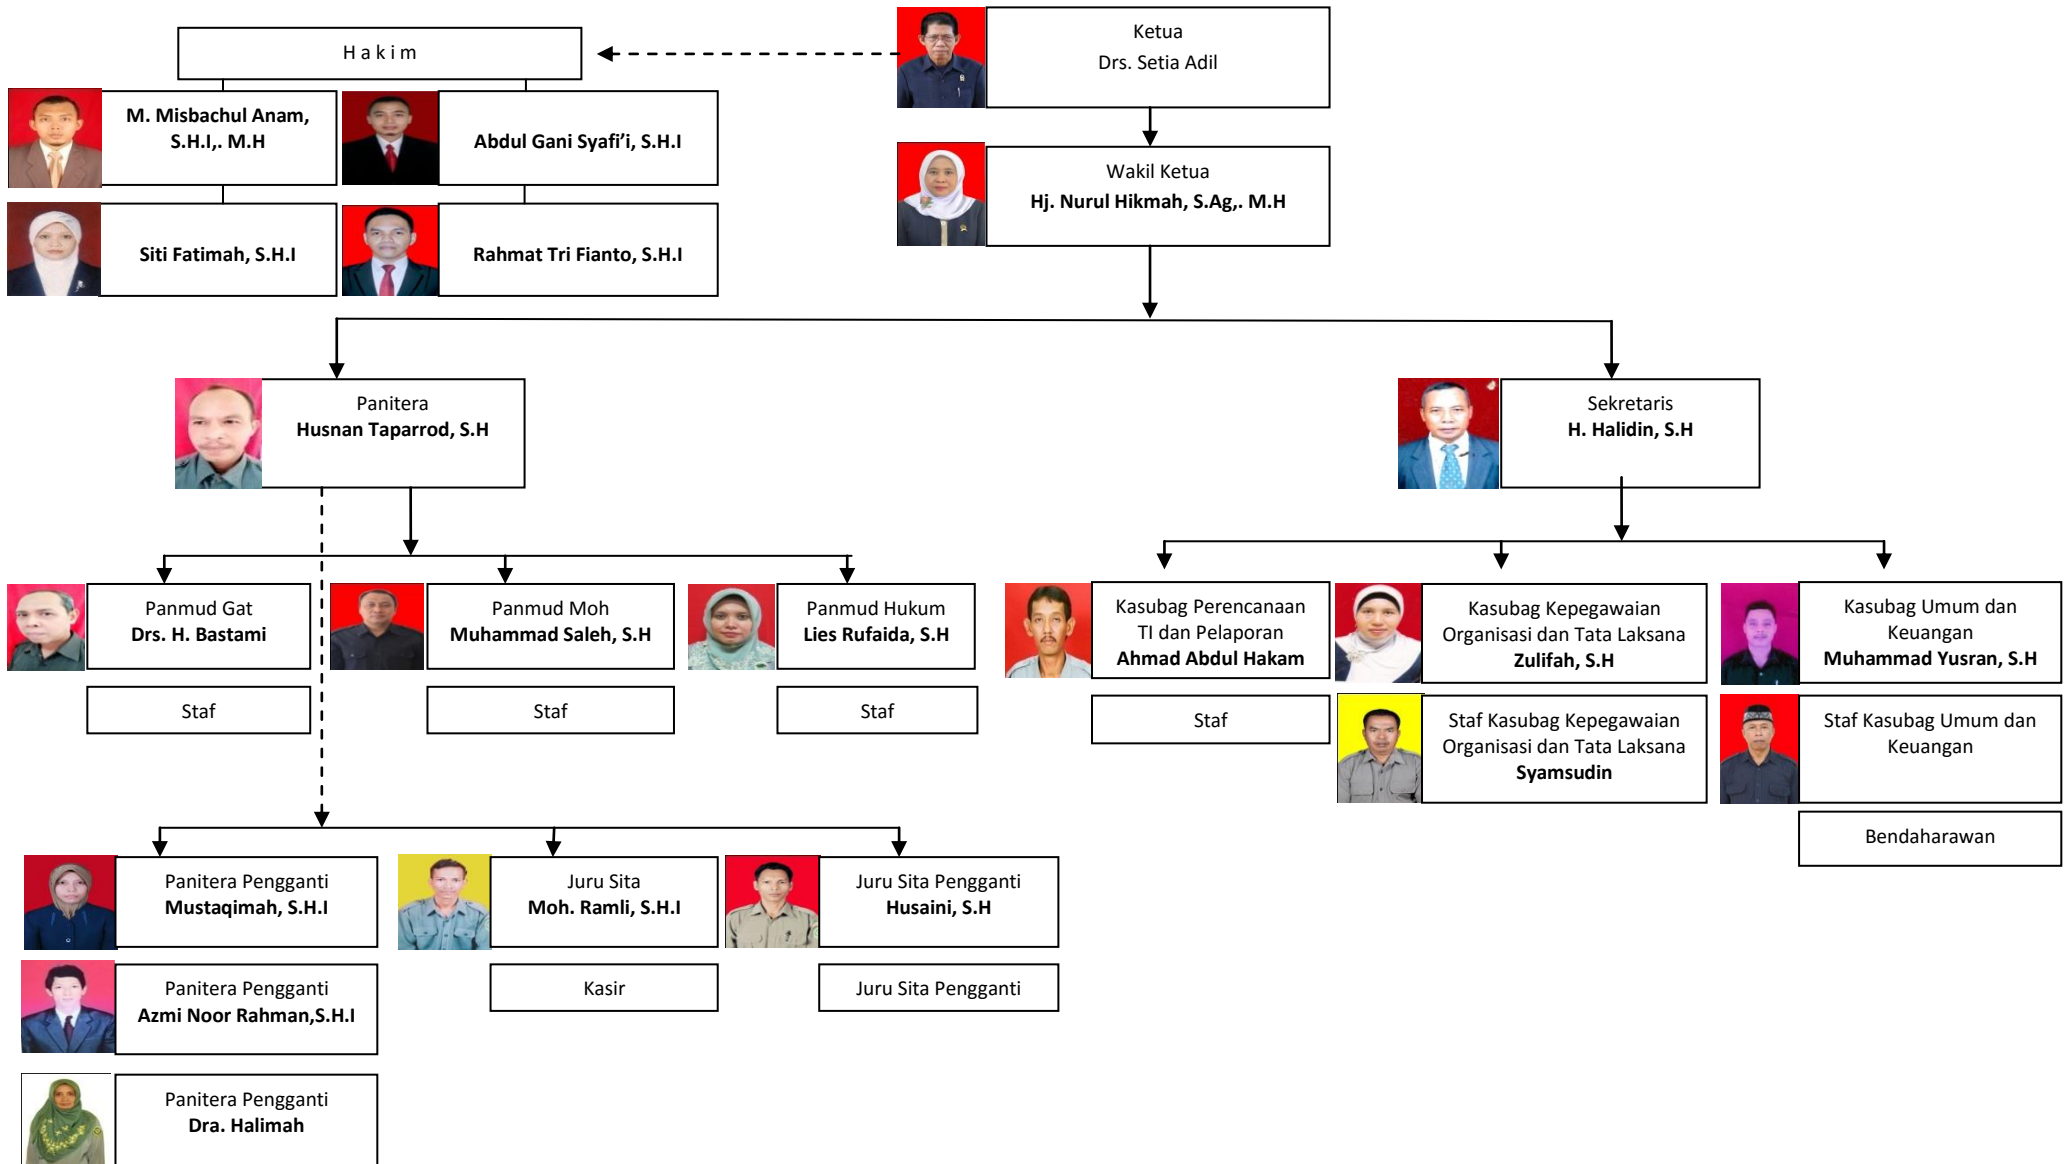 Ketua
Drs. Setia Adil
H a k i m
M. Misbachul Anam,
S.H.I,. M.H
Abdul Gani Syafi’i, S.H.I
Siti Fatimah, S.H.I
Rahmat Tri Fianto, S.H.I
Wakil Ketua
Hj. Nurul Hikmah, S.Ag,. M.H
Panitera
Husnan Taparrod, S.H
Sekretaris
H. Halidin, S.H
Panmud Gat
Drs. H. Bastami
Staf
Panmud Moh
Muhammad Saleh, S.H
Staf
Panmud Hukum
Lies Rufaida, S.H
Staf
Kasubag Perencanaan
TI dan Pelaporan
Ahmad Abdul Hakam
Staf
Kasubag Kepegawaian
Organisasi dan Tata Laksana
Zulifah, S.H
Staf Kasubag Kepegawaian
Organisasi dan Tata Laksana
Syamsudin
Kasubag Umum dan
Keuangan
Muhammad Yusran, S.H
Staf Kasubag Umum dan
Keuangan
Bendaharawan
Panitera Pengganti
Mustaqimah, S.H.I
Panitera Pengganti
Azmi Noor Rahman,S.H.I
Panitera Pengganti
Dra. Halimah
Juru Sita
Moh. Ramli, S.H.I
Kasir
Juru Sita Pengganti
Husaini, S.H
Juru Sita Pengganti